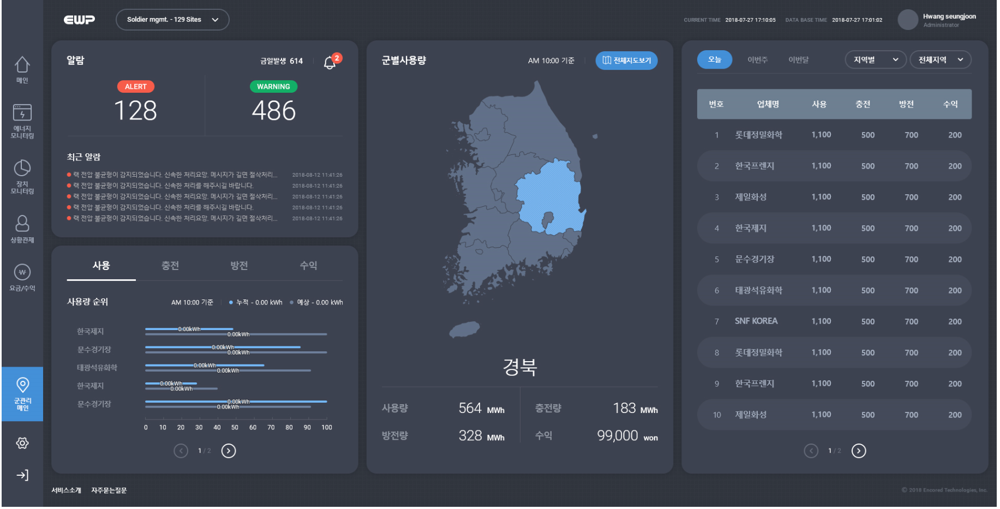 EWP
Soldier mgmt. - 129 Sites
CURRENT TIME 2018-07-27 17:10:05 DATA BASE TIME 2018-07-27 17:01:02
Hwang seungjoon
Administrator
메인
에너지
모니터링
장치
모니터링
상황관제
요금/수익
군관리
메인
알람
금일발생 614
2
ALERT
128
WARNING
486
최근 알람
랙 전압 불균형이 감지되었습니다. 신속한 처리요망. 메시지가 길면 절삭처리... 2018-08-12 11:41:26
랙 전압 불균형이 감지되었습니다. 신속한 처리를 해주시길 바랍니다. 2018-08-12 11:41:26
랙 전압 불균형이 감지되었습니다. 신속한 처리요망. 메시지가 길면 절삭처리... 2018-08-12 11:41:26
랙 전압 불균형이 감지되었습니다. 신속한 처리를 해주시길 바랍니다. 2018-08-12 11:41:26
랙 전압 불균형이 감지되었습니다. 신속한 처리요망. 메시지가 길면 절삭처리... 2018-08-12 11:41:26
사용 충전 방전 수익
사용량 순위 AM 10:00 기준 누적 - 0.00 kWh 예상 - 0.00 kWh
한국제지 0.00kWh
0.00kWh
문수경기장 0.00kWh
0.00kWh
태광석유화학 0.00kWh
0.00kWh
한국제지 0.00kWh
0.00kWh
문수경기장 0.00kWh
0.00kWh
0 10 20 30 40 50 60 70 80 90 100
1 / 2
군별사용량 AM 10:00 기준 전체지도보기
경북
사용량 564 MWh 충전량 183 MWh
방전량 328 MWh 수익 99,000 won
오늘 이번주 이번달 지역별 전체지역
번호 업체명 사용 충전 방전 수익
1 롯데정밀화학 1,100 500 700 200
2 한국프렌지 1,100 500 700 200
3 제일화성 1,100 500 700 200
4 한국제지 1,100 500 700 200
5 문수경기장 1,100 500 700 200
6 태광석유화학 1,100 500 700 200
7 SNF KOREA 1,100 500 700 200
8 롯데정밀화학 1,100 500 700 200
9 한국프렌지 1,100 500 700 200
10 제일화성 1,100 500 700 200
1 / 2
서비스소개 자주묻는질문
© 2018 Encored Technologies, Inc.